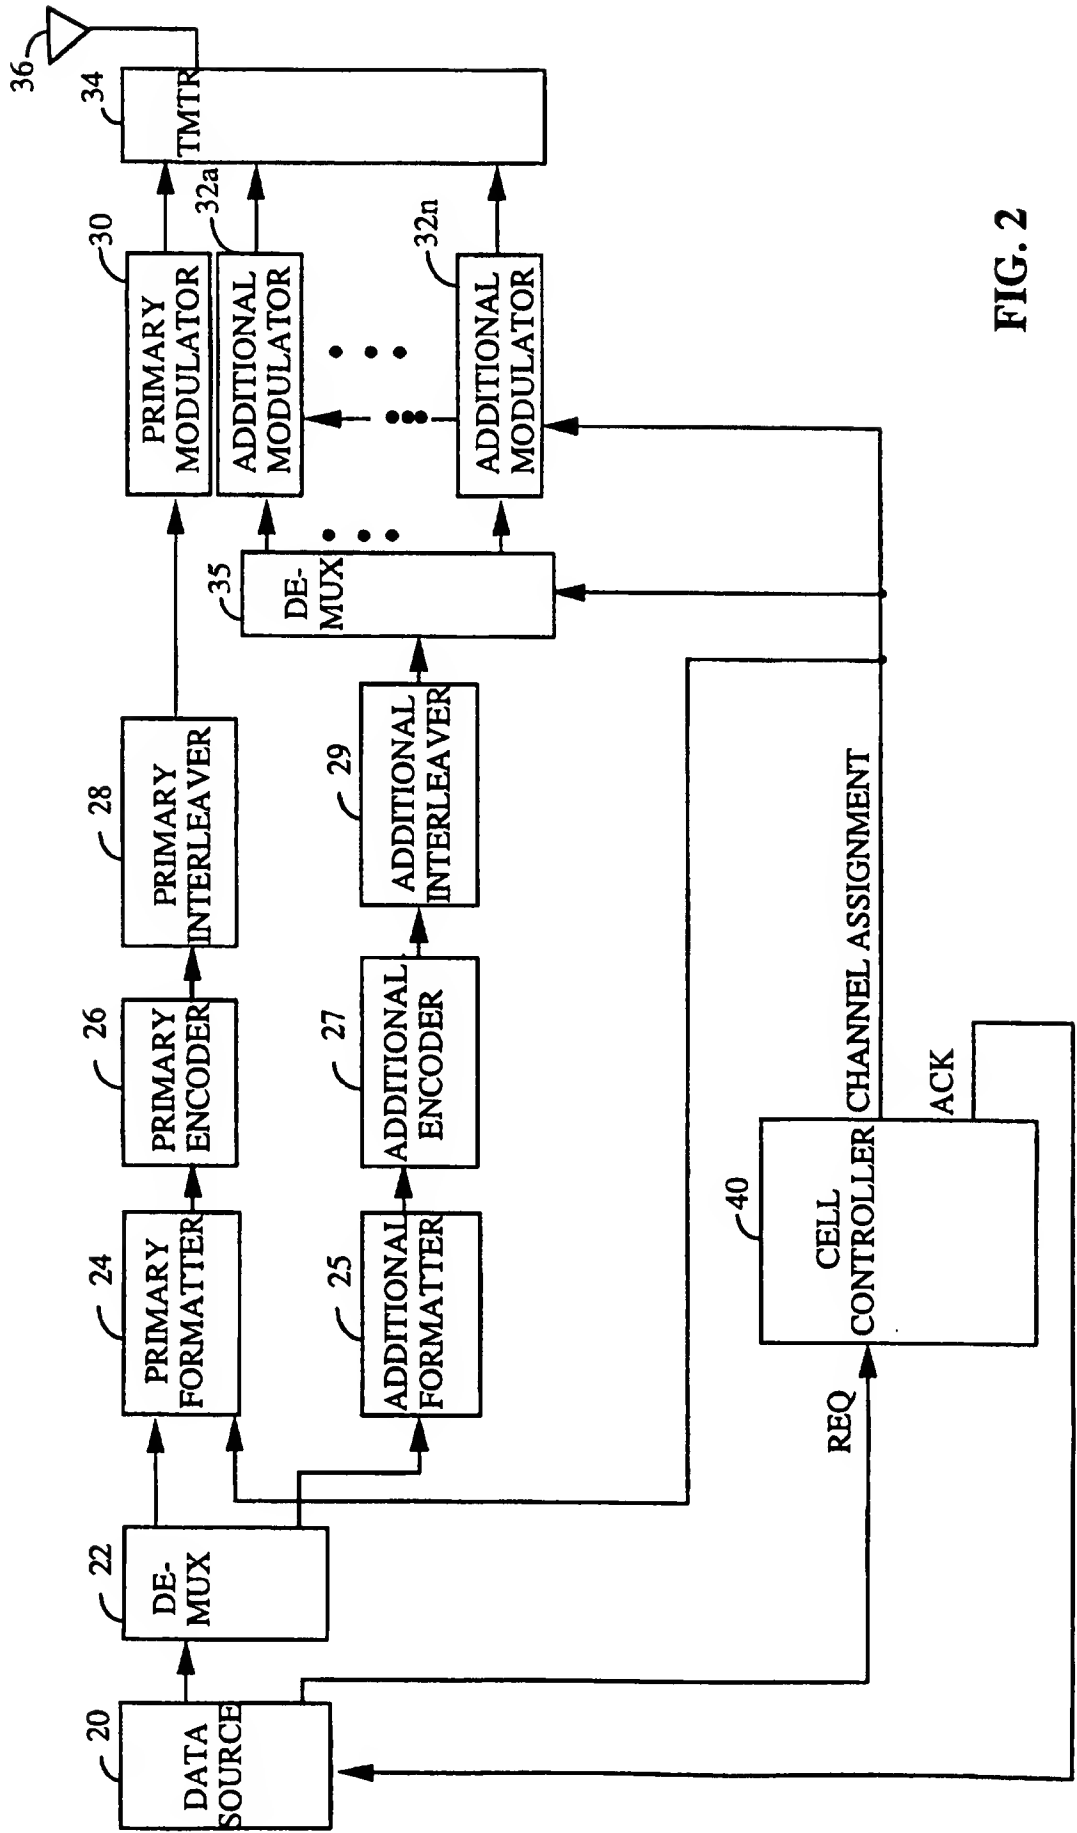 36
34
TMTR
30
PRIMARY
MODULATOR
32a
ADDITIONAL
MODULATOR
32n
ADDITIONAL
MODULATOR
35
DE-
MUX
28
PRIMARY
INTERLEAVER
29
ADDITIONAL
INTERLEAVER
26
PRIMARY
ENCODER
27
ADDITIONAL
ENCODER
24
PRIMARY
FORMATTER
25
ADDITIONAL
FORMATTER
22
DE-
MUX
20
DATA
SOURCE
40
CELL
CONTROLLER
CHANNEL ASSIGNMENT
ACK
REQ
FIG. 2